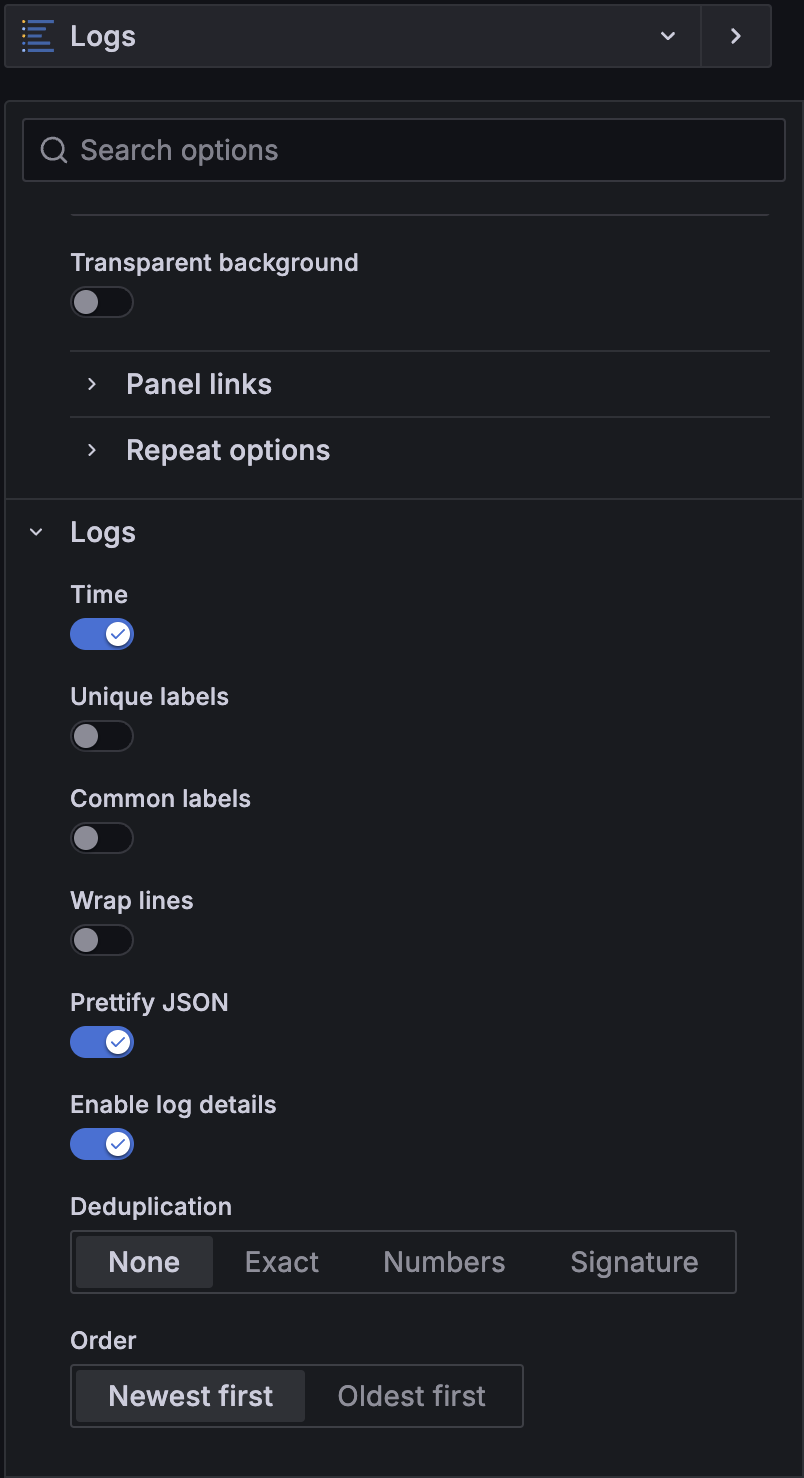 Logs
Search options
Transparent background
Panel links
Repeat options
Logs
Time
Unique labels
Common labels
Wrap lines
Prettify JSON
Enable log details
Deduplication
None Exact Numbers Signature
Order
Newest first Oldest first